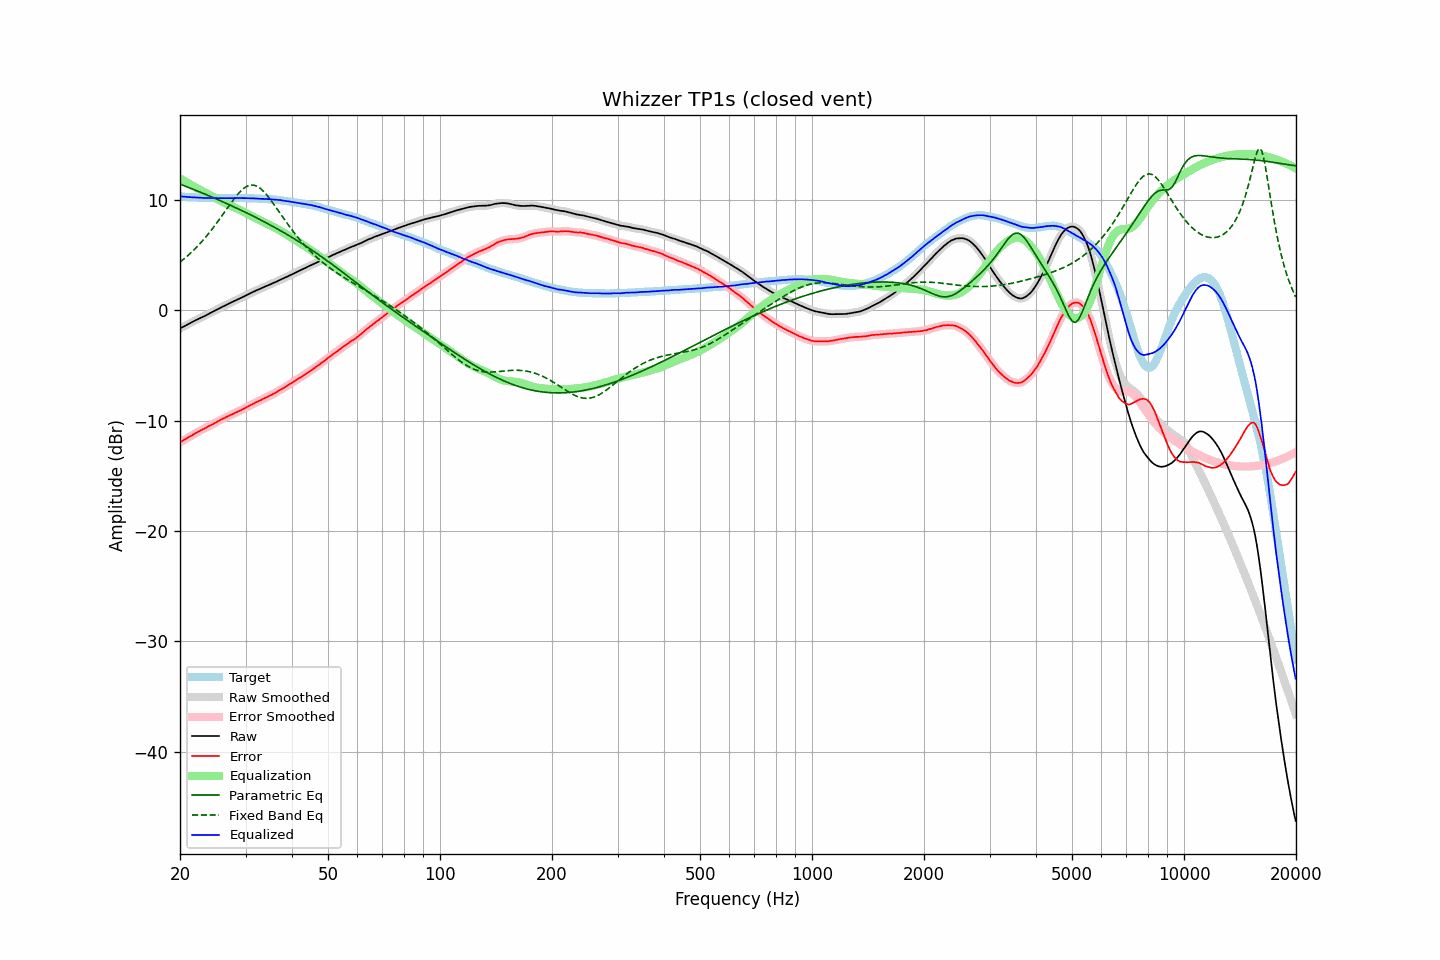 Whizzer TP1s (closed vent)
Amplitude (dBr)
10
0
−10
−20
−30
−40
Target
Raw Smoothed
Error Smoothed
Raw
Error
Equalization
Parametric Eq
Fixed Band Eq
Equalized
20 50 100 200 500 1000 2000 5000 10000 20000
Frequency (Hz)